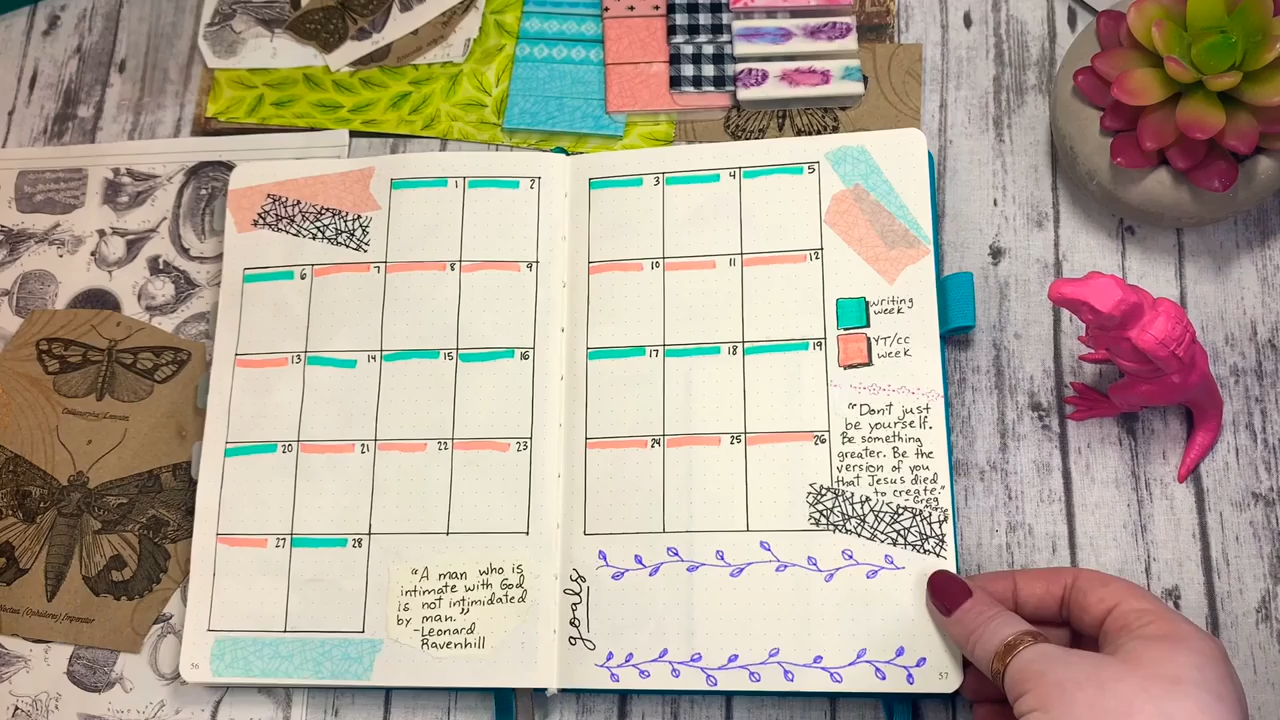 1 2 3 4 5
6 7 8 9 10 11 12
13 14 15 16 17 18 19
20 21 22 23 24 25 26
27 28
"A man who is
intimate with God
is not intimidated
by man."
-Leonard
Ravenhill
56
writing
week
YT/cc
week
"Don't just
be yourself.
Be something
greater. Be the
version of you
that Jesus died
to create."
-Greg
Morse
goals
57